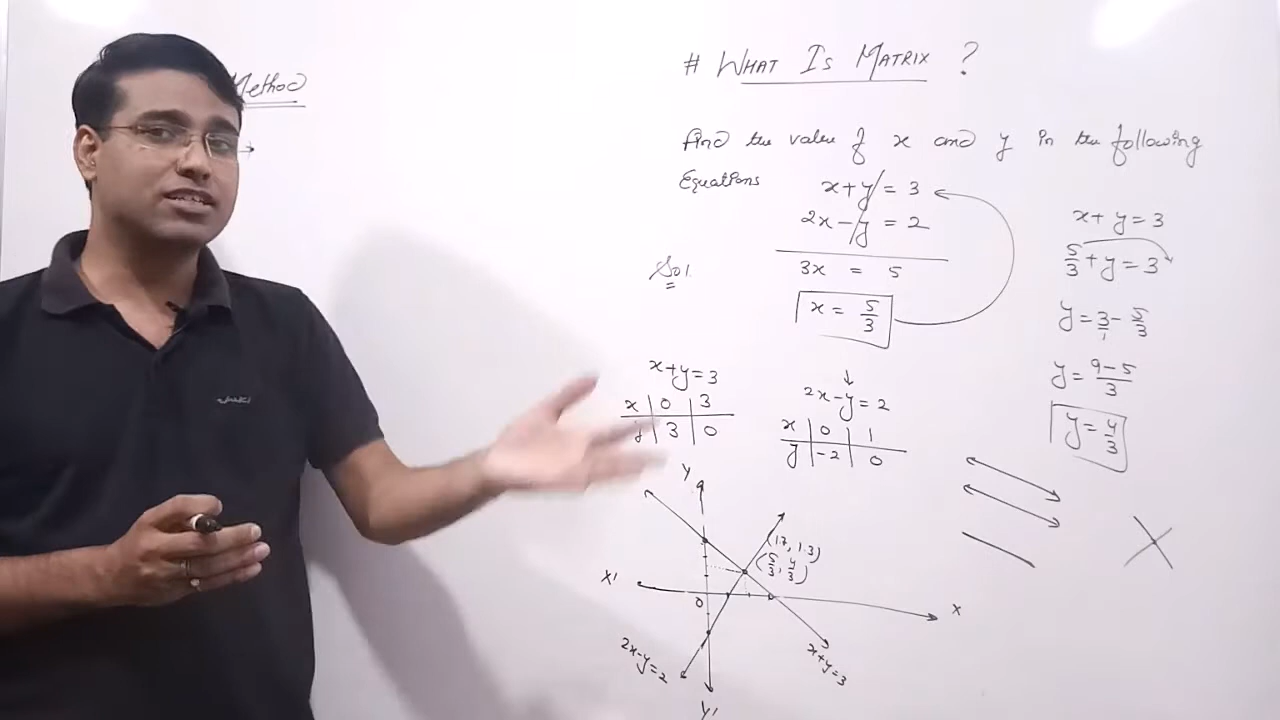 Method
# WHAT IS MATRIX ?
Find the value of x and y in the following
Equations
x + y = 3
2x - y = 2
3x = 5
x = 5/3
Sol.
x + y = 3
5/3 + y = 3
y = 3/1 - 5/3
y = 9-5/3
y = 4/3
x+y=3
x | 0 | 3
y | 3 | 0
2x-y=2
x | 0 | 1
y | -2 | 0
y
(1.7, 1.3)
(5/3, 4/3)
X'
0
X
2x-y=2
x+y=3
Y'